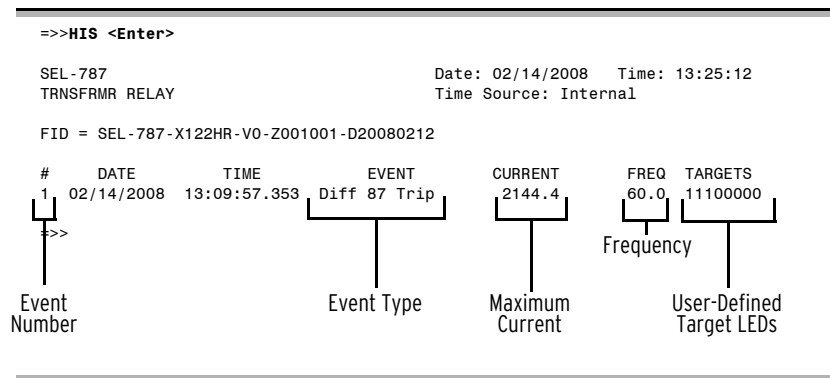 =>>HIS <Enter>
SEL-787 Date: 02/14/2008 Time: 13:25:12
TRNSFRMR RELAY Time Source: Internal
FID = SEL-787-X122HR-V0-Z001001-D20080212
# DATE TIME EVENT CURRENT FREQ TARGETS
1 02/14/2008 13:09:57.353 Diff 87 Trip 2144.4 60.0 11100000
=>>
Frequency
Event Number
Event Type
Maximum Current
User-Defined Target LEDs